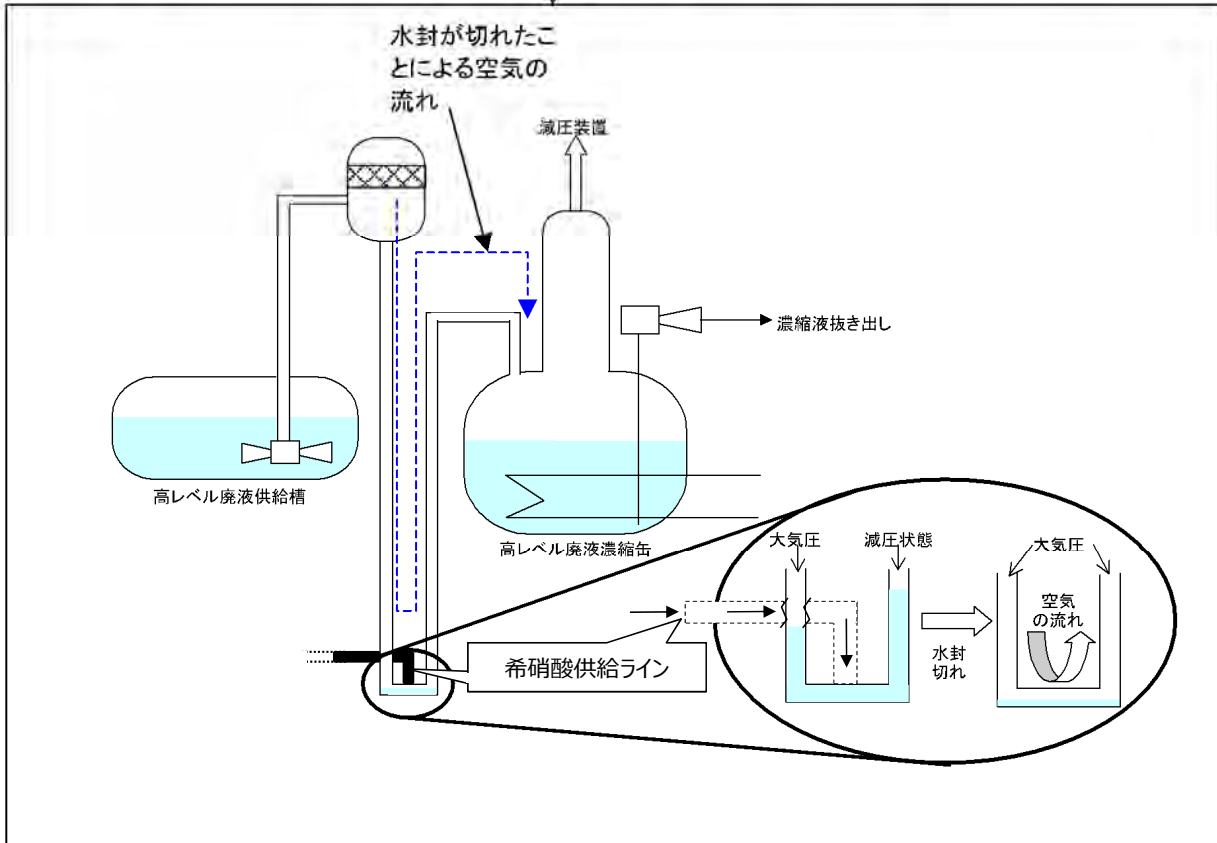 水封が切れたこ
とによる空気の
流れ
減圧装置
濃縮液抜き出し
高レベル廃液供給槽
高レベル廃液濃縮缶
大気圧
減圧状態
大気圧
空気
の流れ
水封
切れ
希硝酸供給ライン